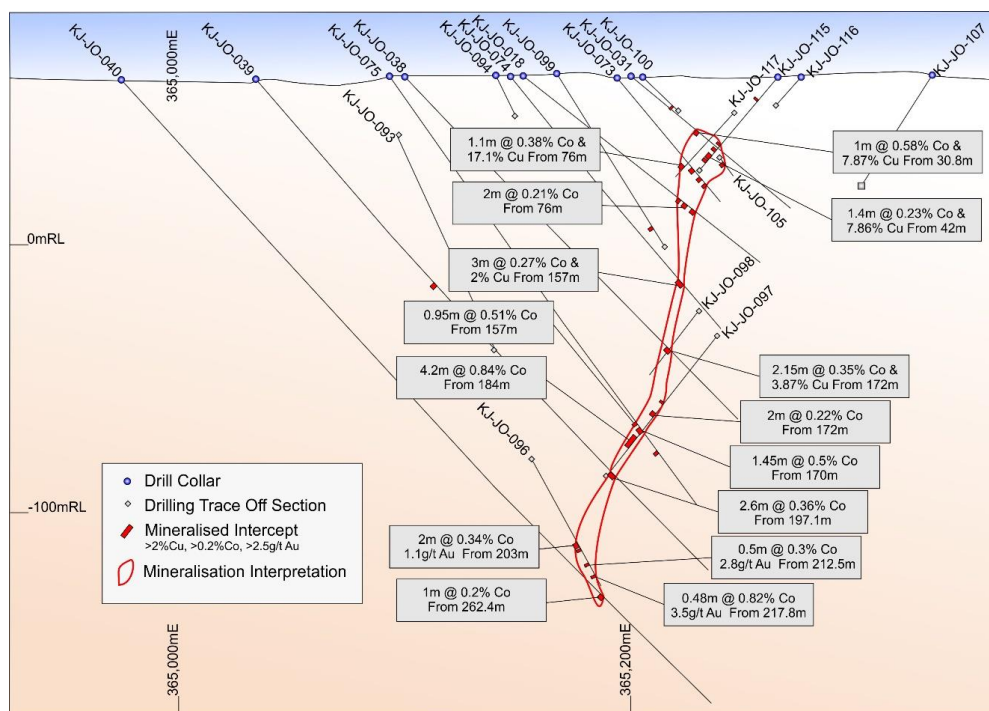 KJ-JO-040
365,000mE
KJ-JO-039
KJ-JO-075
KJ-JO-038
KJ-JO-094
KJ-JO-074
KJ-JO-018
KJ-JO-099
KJ-JO-073
KJ-JO-031
KJ-JO-100
KJ-JO-117
KJ-JO-115
KJ-JO-116
KJ-JO-107
KJ-JO-093
1.1m @ 0.38% Co &
17.1% Cu From 76m
1m @ 0.58% Co &
7.87% Cu From 30.8m
2m @ 0.21% Co
From 76m
KJ-JO-105
1.4m @ 0.23% Co &
7.86% Cu From 42m
0mRL
3m @ 0.27% Co &
2% Cu From 157m
KJ-JO-098
KJ-JO-097
0.95m @ 0.51% Co
From 157m
4.2m @ 0.84% Co
From 184m
2.15m @ 0.35% Co &
3.87% Cu From 172m
2m @ 0.22% Co
From 172m
KJ-JO-096
1.45m @ 0.5% Co
From 170m
2.6m @ 0.36% Co
From 197.1m
-100mRL
Drill Collar
Drilling Trace Off Section
Mineralised Intercept
>2%Cu, >0.2%Co, >2.5g/t Au
Mineralisation Interpretation
2m @ 0.34% Co
1.1g/t Au From 203m
0.5m @ 0.3% Co
2.8g/t Au From 212.5m
1m @ 0.2% Co
From 262.4m
0.48m @ 0.82% Co
3.5g/t Au From 217.8m
365,000mE
365,200mE